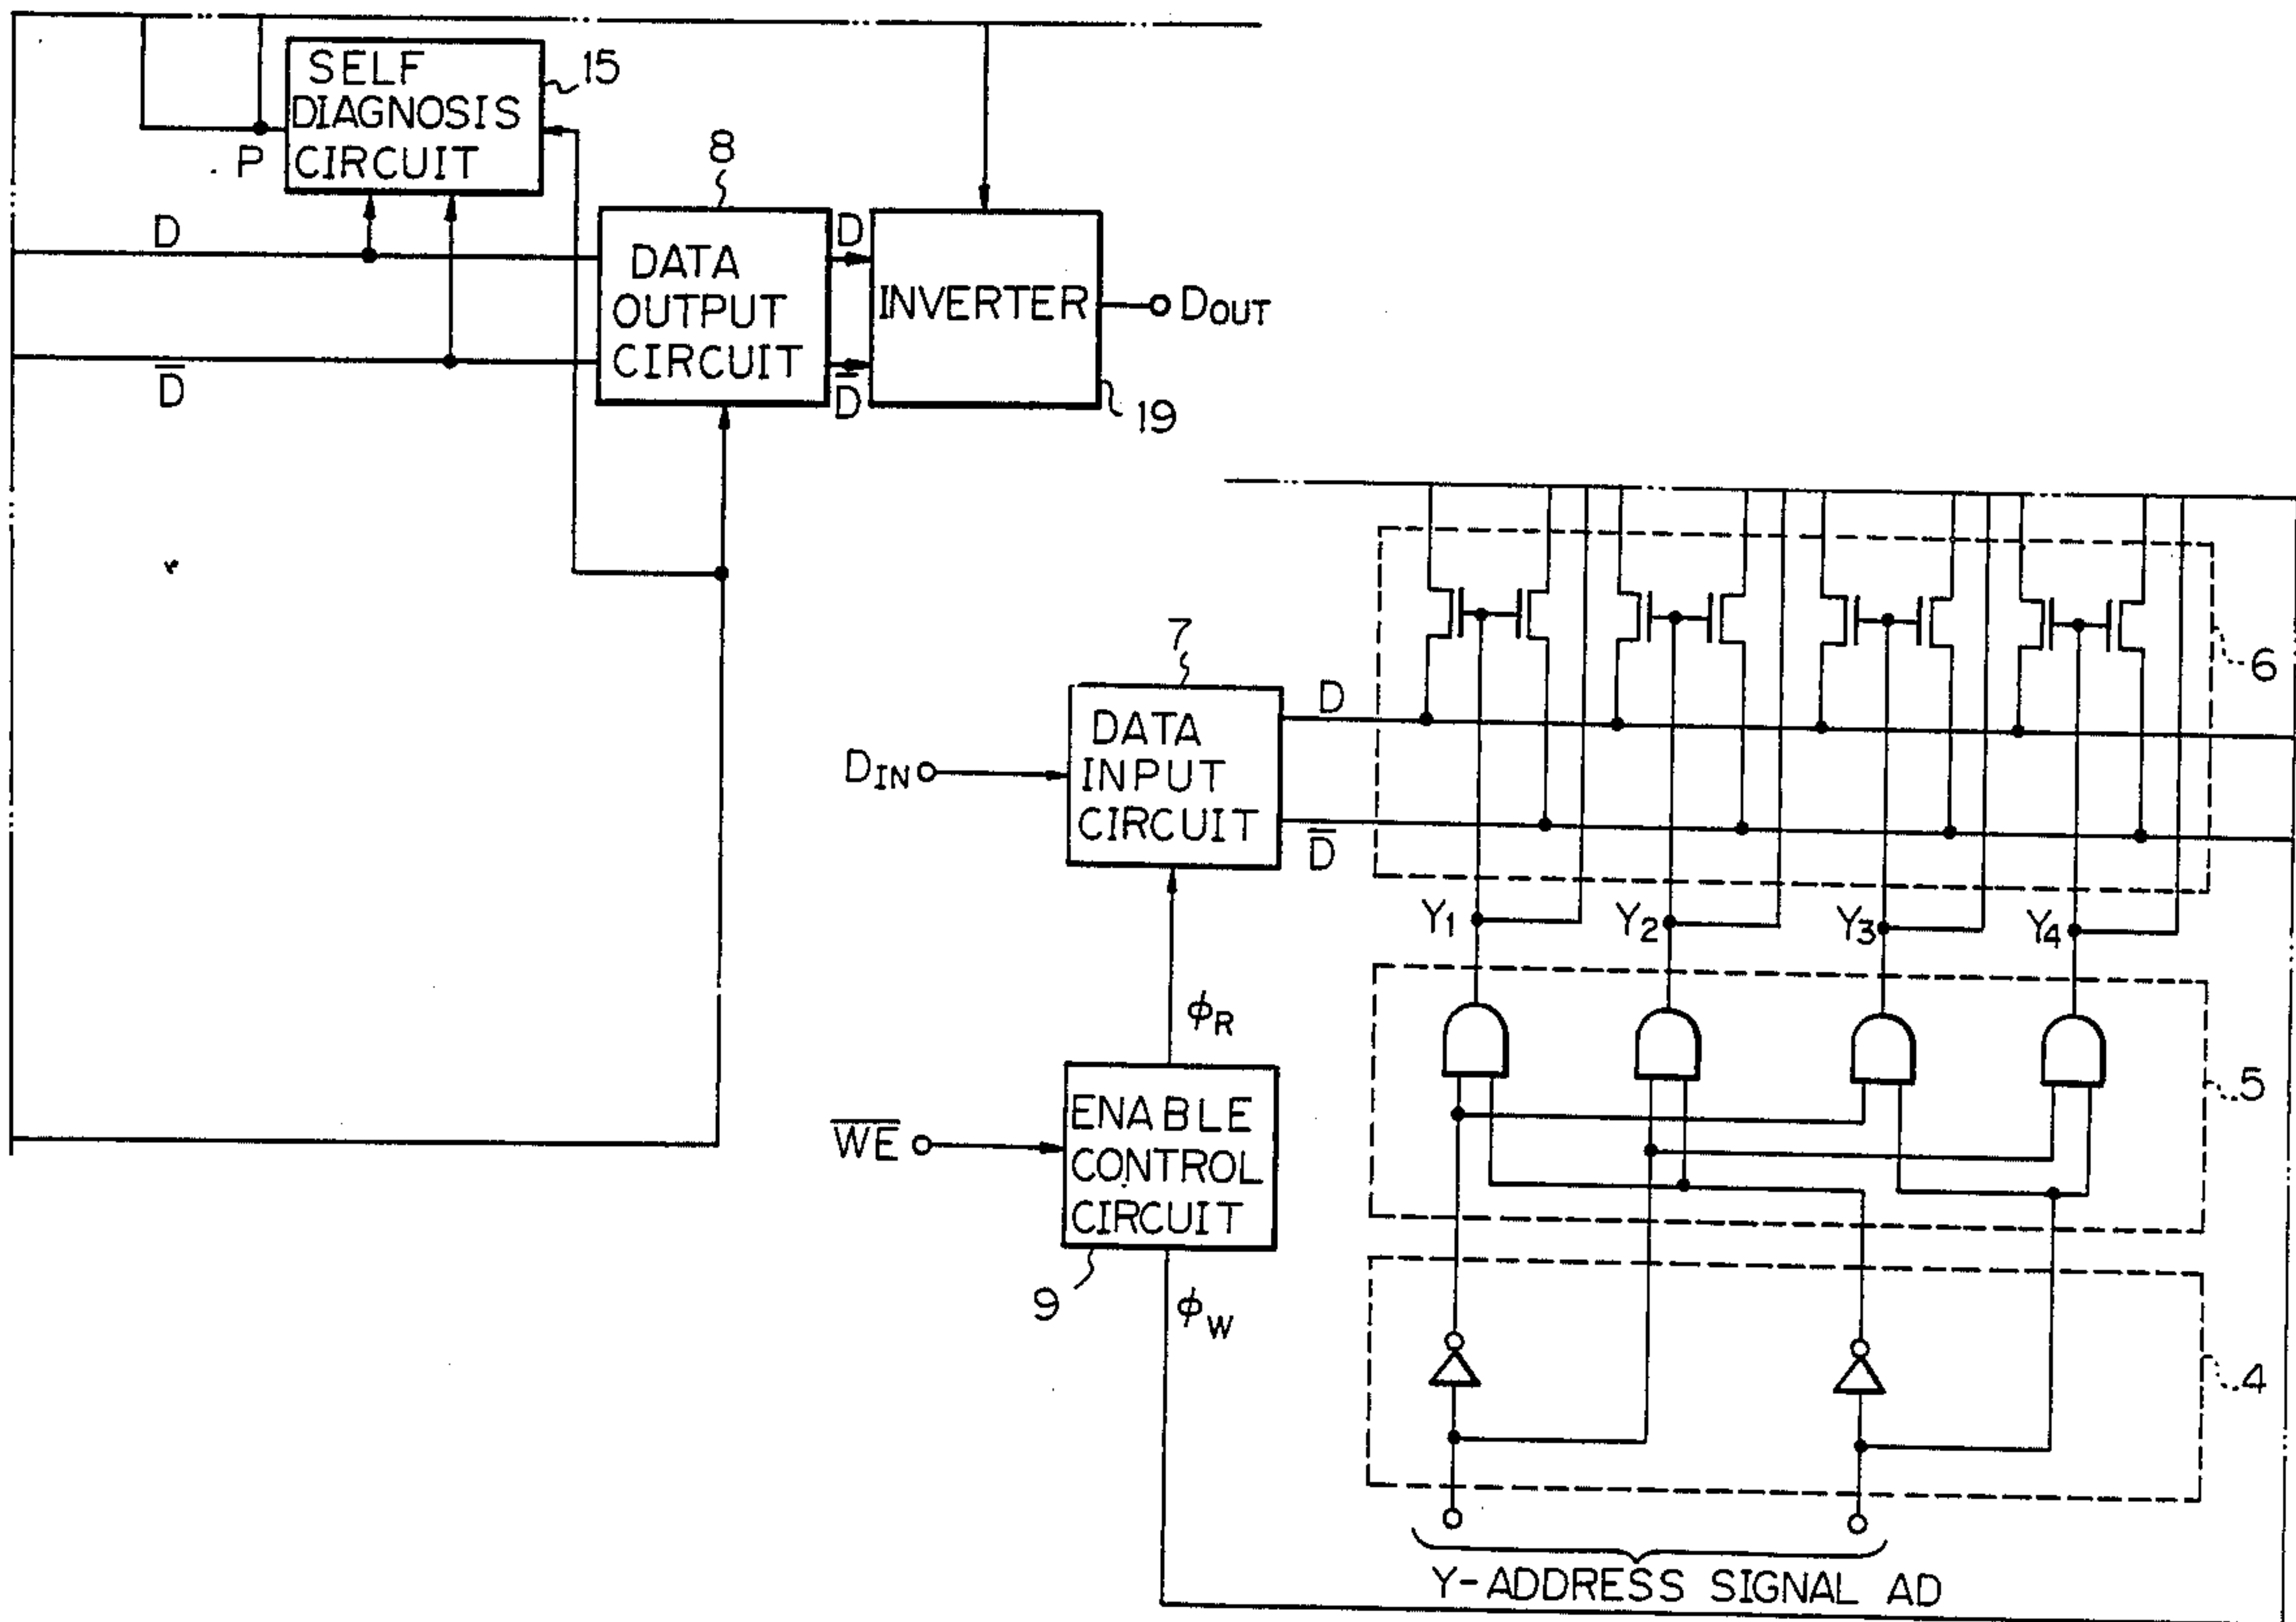 SELF
DIAGNOSIS
CIRCUIT
15
P
8
D
D̅
DATA
OUTPUT
CIRCUIT
D
D̅
INVERTER
DOUT
19
7
DATA
INPUT
CIRCUIT
DIN
D
D̅
6
Y1
Y2
Y3
Y4
ϕR
5
W̅E̅
ENABLE
CONTROL
CIRCUIT
9
ϕW
4
Y-ADDRESS SIGNAL AD